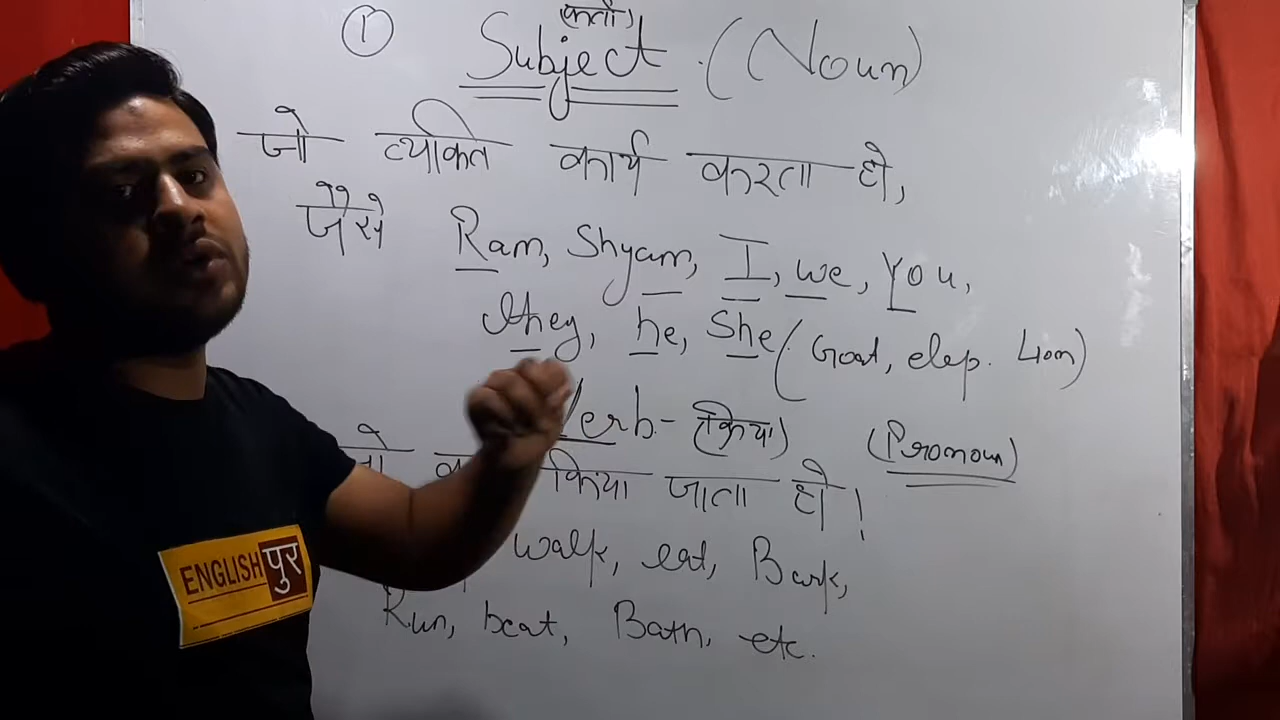 (कर्ता)
① Subject (Noun)
जो व्यक्ति कार्य करता हो,
जैसे Ram, Shyam, I, we, You,
they, he, She (Goat, elep. Lion)
Verb - (क्रिया) (Pronoun)
किया जाता हो!
walk, eat, Bark,
Run, beat, Bath, etc.
ENGLISH पुर